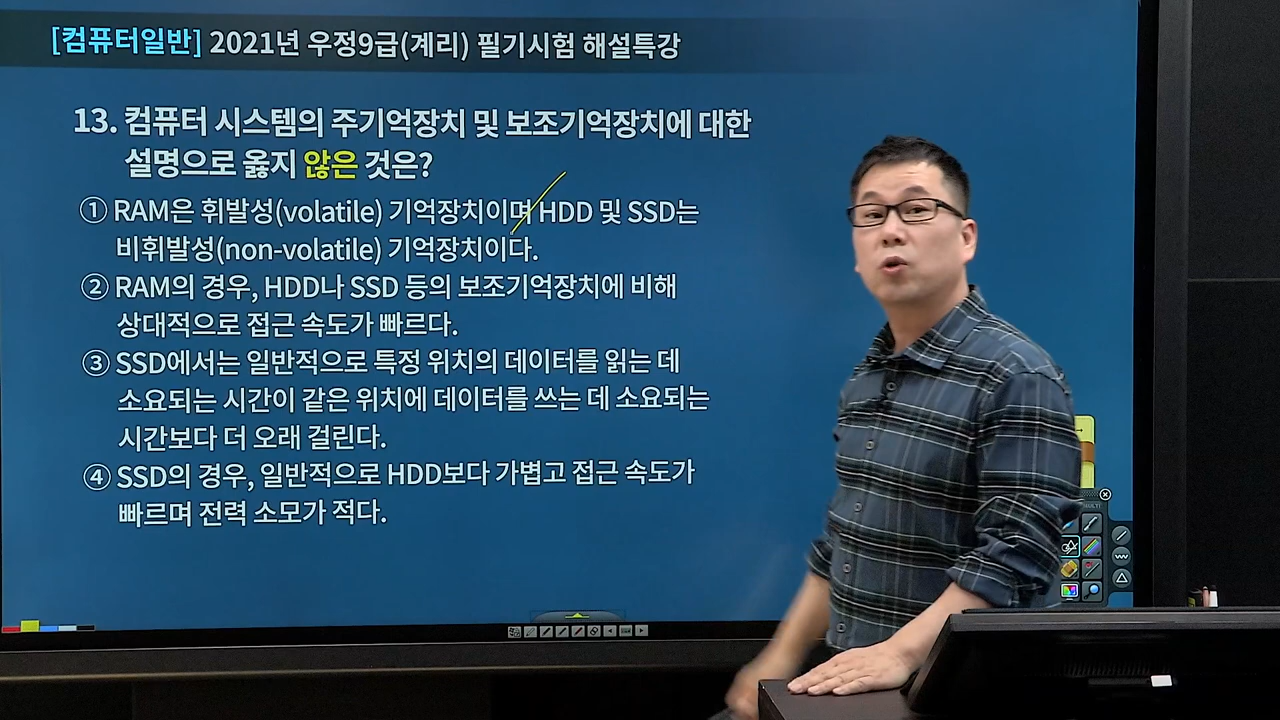 [컴퓨터일반] 2021년 우정9급(계리) 필기시험 해설특강
13. 컴퓨터 시스템의 주기억장치 및 보조기억장치에 대한
설명으로 옳지 않은 것은?
① RAM은 휘발성(volatile) 기억장치이며 HDD 및 SSD는
비휘발성(non-volatile) 기억장치이다.
② RAM의 경우, HDD나 SSD 등의 보조기억장치에 비해
상대적으로 접근 속도가 빠르다.
③ SSD에서는 일반적으로 특정 위치의 데이터를 읽는 데
소요되는 시간이 같은 위치에 데이터를 쓰는 데 소요되는
시간보다 더 오래 걸린다.
④ SSD의 경우, 일반적으로 HDD보다 가볍고 접근 속도가
빠르며 전력 소모가 적다.